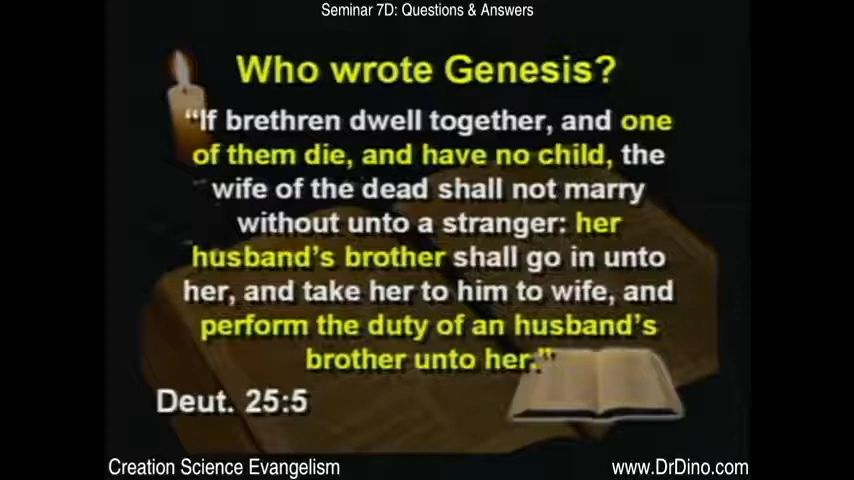 Seminar 7D: Questions & Answers
Who wrote Genesis?
“If brethren dwell together, and one
of them die, and have no child, the
wife of the dead shall not marry
without unto a stranger: her
husband’s brother shall go in unto
her, and take her to him to wife, and
perform the duty of an husband’s
brother unto her.”
Deut. 25:5
Creation Science Evangelism
www.DrDino.com